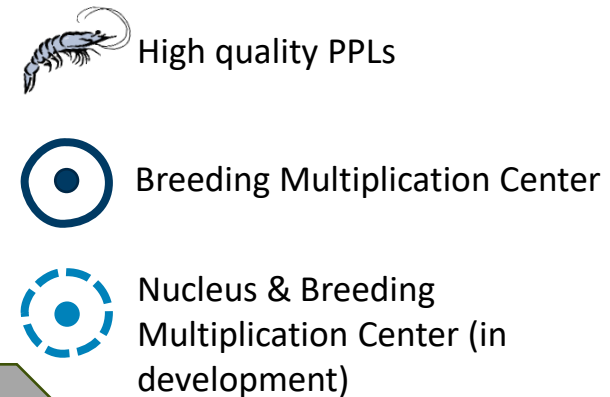 High quality PPLs
Breeding Multiplication Center
Nucleus & Breeding
Multiplication Center (in
development)